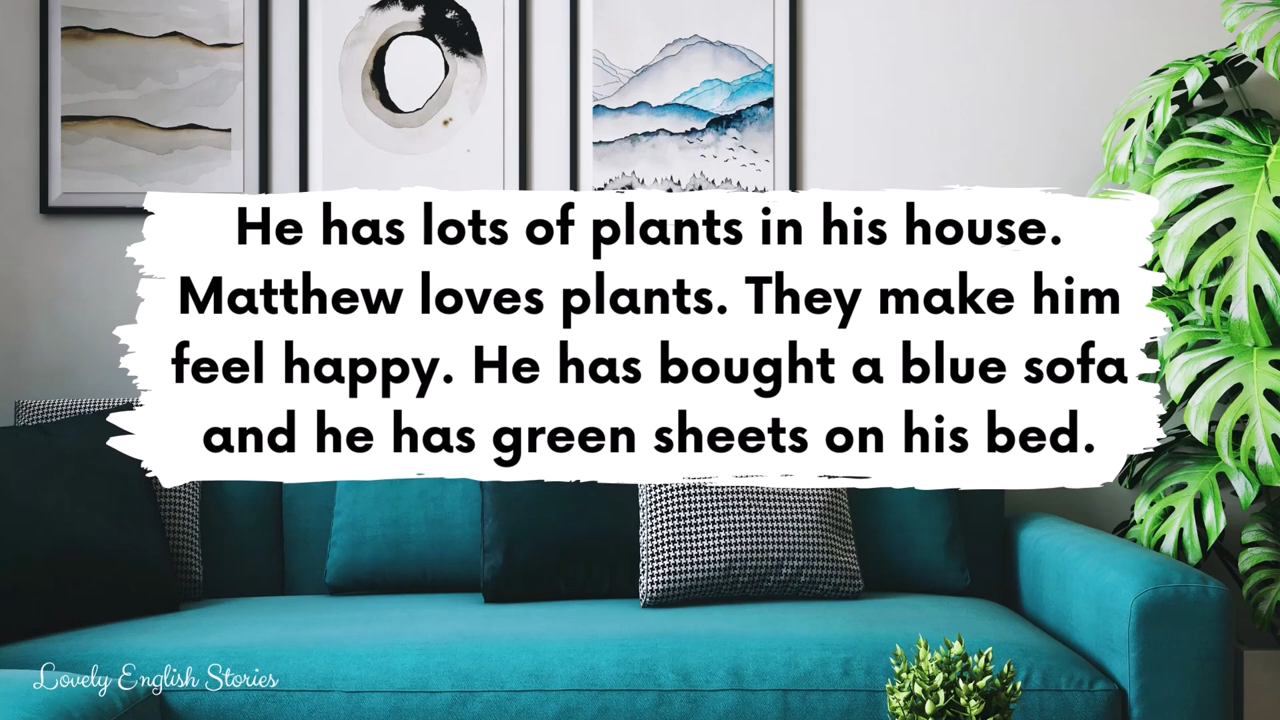 He has lots of plants in his house.
Matthew loves plants. They make him
feel happy. He has bought a blue sofa
and he has green sheets on his bed.
Lovely English Stories